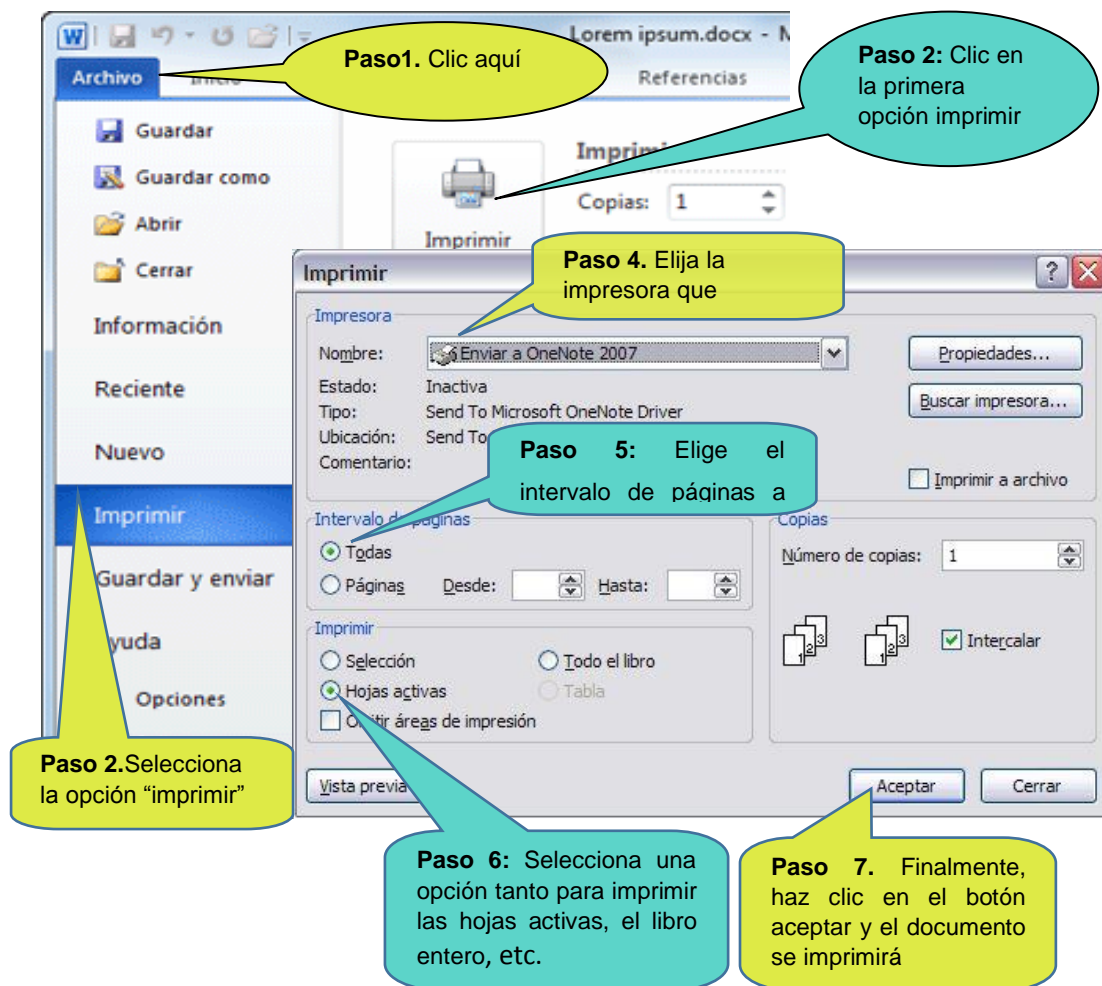 W
Lorem ipsum.docx - M
Paso1. Clic aquí
Paso 2: Clic en
la primera
opción imprimir
Archivo
Referencias
Guardar
Guardar como
Abrir
Cerrar
Información
Reciente
Nuevo
Imprimir
Guardar y enviar
Opciones
Copias: 1
Imprimir
Paso 4. Elija la
impresora que
Imprimir
Impresora
Nombre: Enviar a OneNote 2007 Propiedades...
Estado: Inactiva
Buscar impresora...
Tipo: Send To Microsoft OneNote Driver
Ubicación: Send To
Comentario:
Imprimir a archivo
Paso 5: Elige el
intervalo de páginas a
Intervalo de páginas
Todas
Páginas Desde: Hasta:
Copias
Número de copias: 1
1 2 3 1 2 3 Intercalar
Imprimir
Selección Todo el libro
Hojas activas Tabla
áreas de impresión
Vista previa Aceptar Cerrar
Paso 2.Selecciona
la opción “imprimir”
Paso 6: Selecciona una
opción tanto para imprimir
las hojas activas, el libro
entero, etc.
Paso 7. Finalmente,
haz clic en el botón
aceptar y el documento
se imprimirá